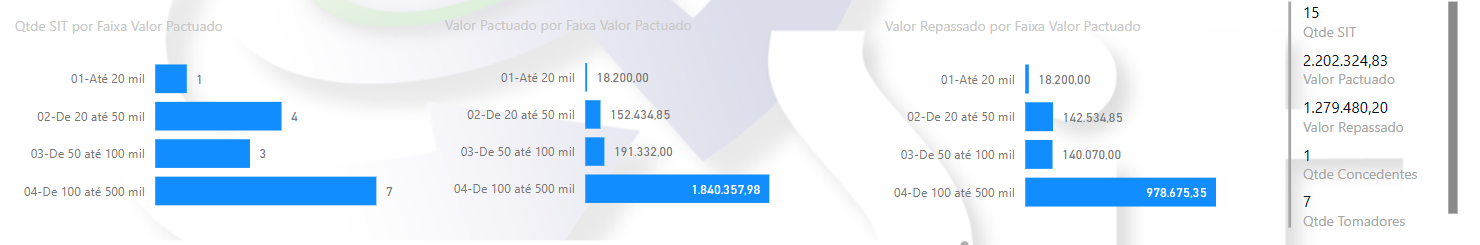 Qtde SIT por Faixa Valor Pactuado
01-Até 20 mil 1
02-De 20 até 50 mil 4
03-De 50 até 100 mil 3
04-De 100 até 500 mil 7
Valor Pactuado por Faixa Valor Pactuado
01-Até 20 mil 18.200,00
02-De 20 até 50 mil 152.434,85
03-De 50 até 100 mil 191.332,00
04-De 100 até 500 mil 1.840.357,98
Valor Repassado por Faixa Valor Pactuado
01-Até 20 mil 18.200,00
02-De 20 até 50 mil 142.534,85
03-De 50 até 100 mil 140.070,00
04-De 100 até 500 mil 978.675,35
15
Qtde SIT
2.202.324,83
Valor Pactuado
1.279.480,20
Valor Repassado
1
Qtde Concedentes
7
Qtde Tomadores